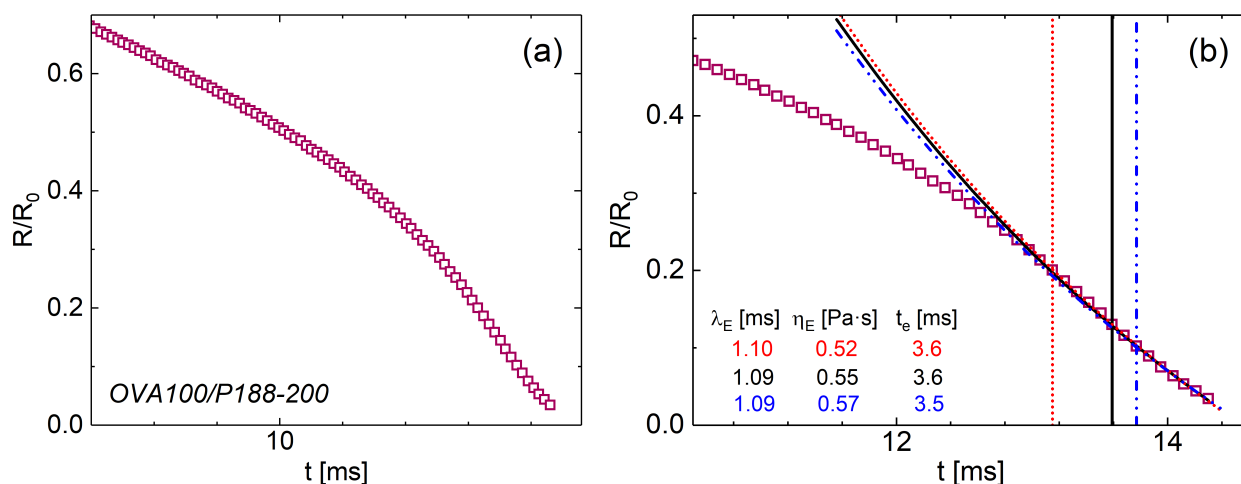 (a)
R/R0
0.6
0.4
0.2
0.0
OVA100/P188-200
10
t [ms]
(b)
R/R0
0.4
0.2
0.0
λE [ms] ηE [Pa·s] te [ms]
1.10 0.52 3.6
1.09 0.55 3.6
1.09 0.57 3.5
12 14
t [ms]